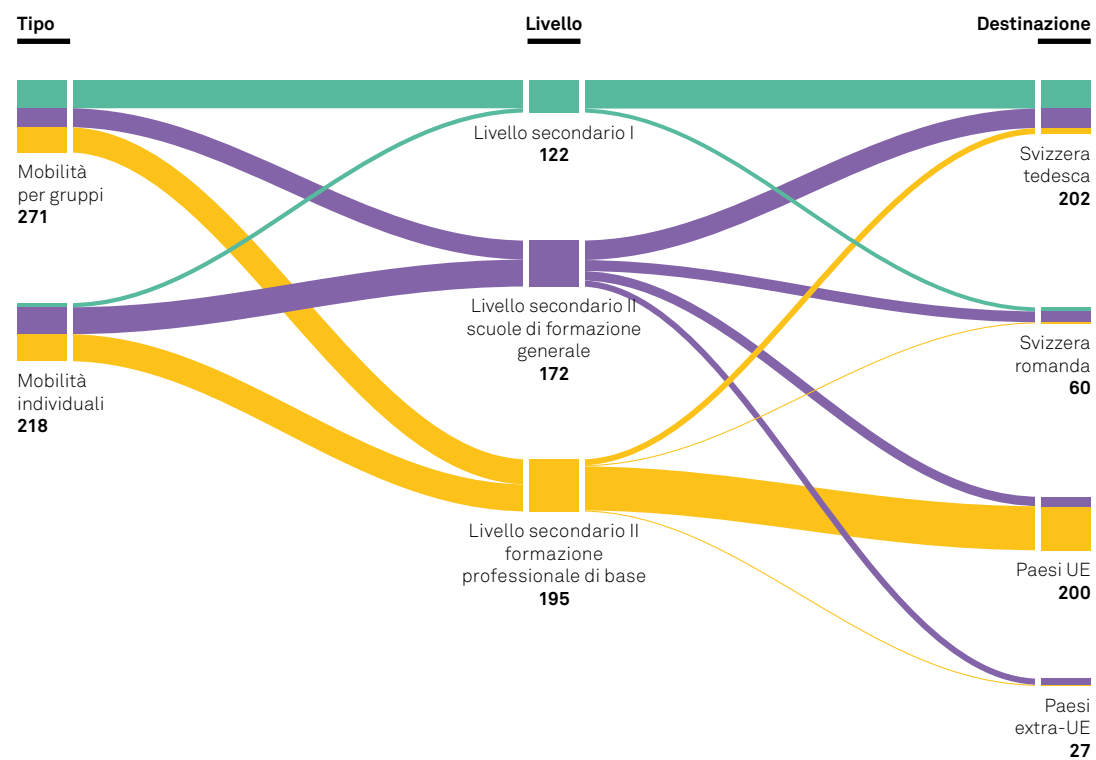 Tipo
Livello
Destinazione
Mobilità
per gruppi
271
Mobilità
individuali
218
Livello secondario I
122
Livello secondario II
scuole di formazione
generale
172
Livello secondario II
formazione
professionale di base
195
Svizzera
tedesca
202
Svizzera
romanda
60
Paesi UE
200
Paesi
extra-UE
27